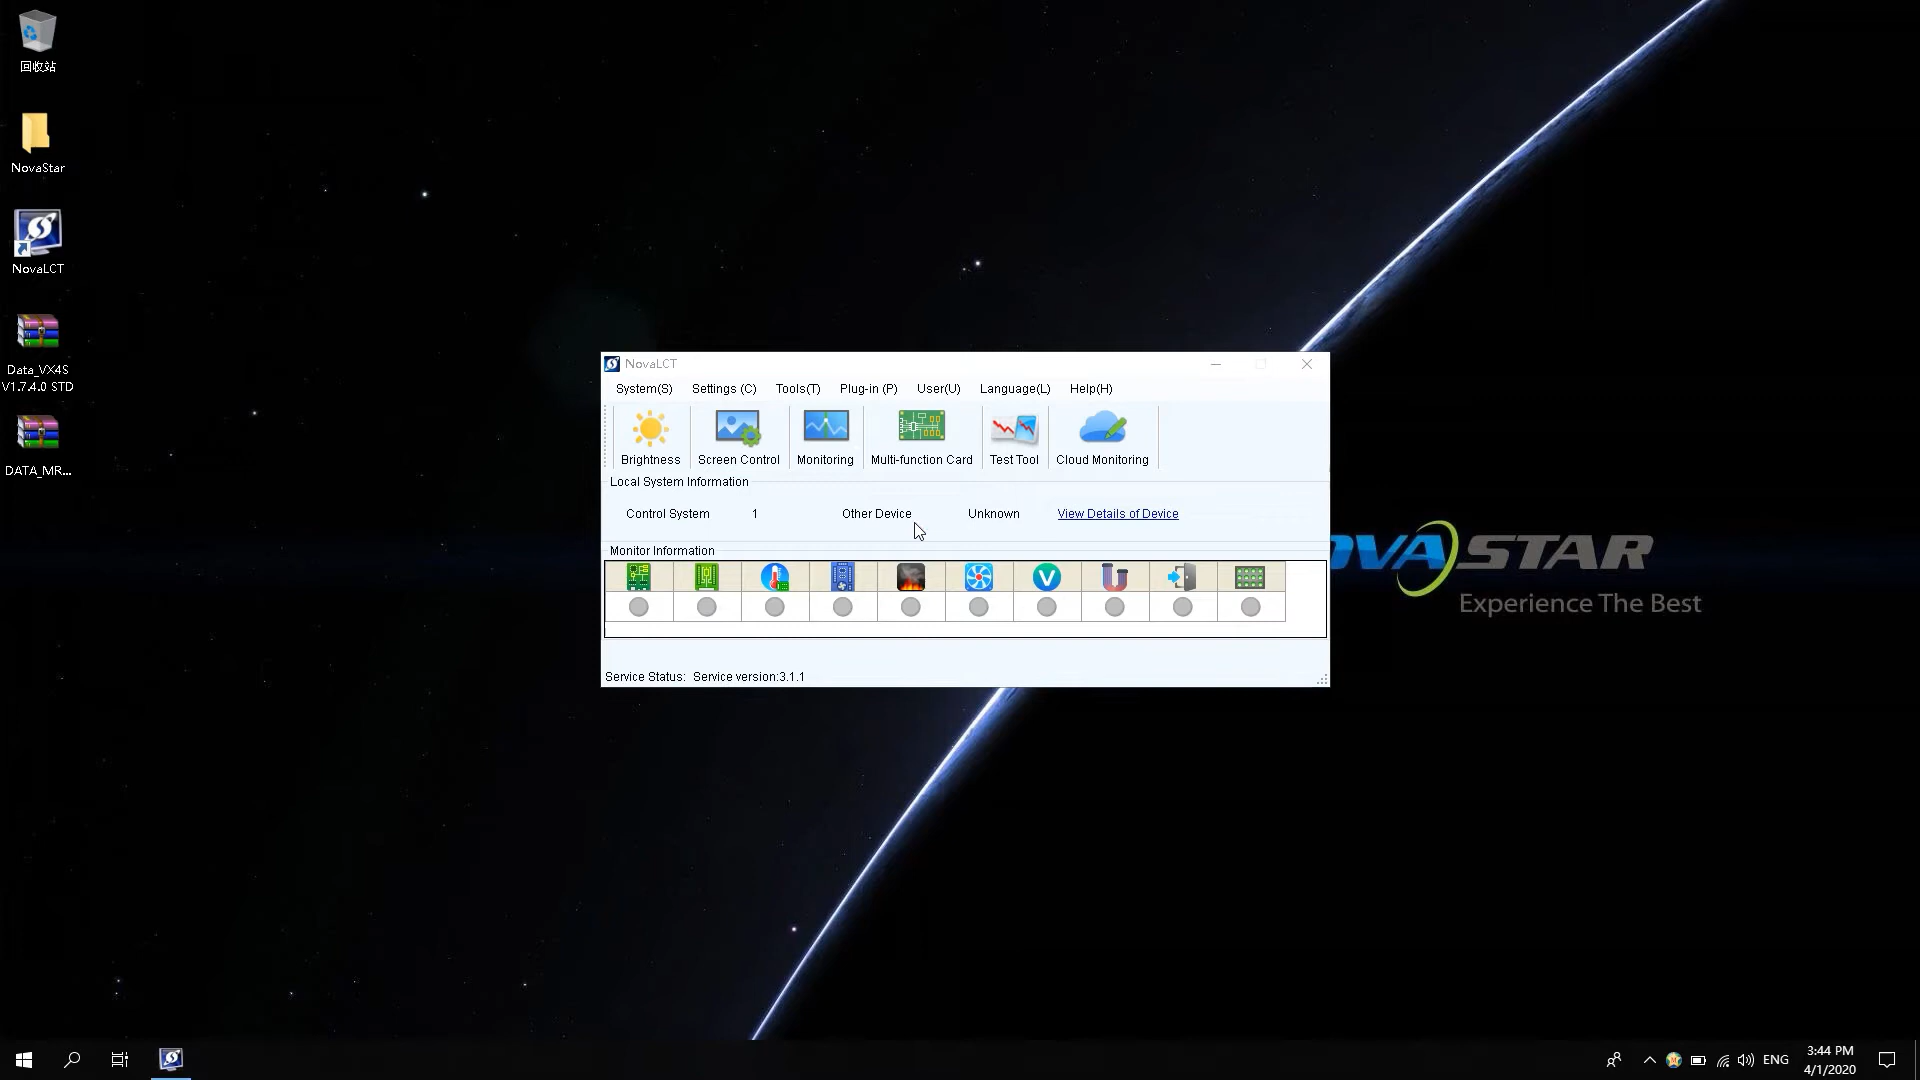 回收站
NovaStar
NovaLCT
Data_VX4S
V1.7.4.0 STD
DATA_MR...
NovaLCT
System(S) Settings (C) Tools(T) Plug-in (P) User(U) Language(L) Help(H)
Brightness Screen Control Monitoring Multi-function Card Test Tool Cloud Monitoring
Local System Information
Control System 1 Other Device Unknown View Details of Device
Monitor Information
V
Service Status: Service version:3.1.1
OVASTAR
Experience The Best
ENG
3:44 PM
4/1/2020